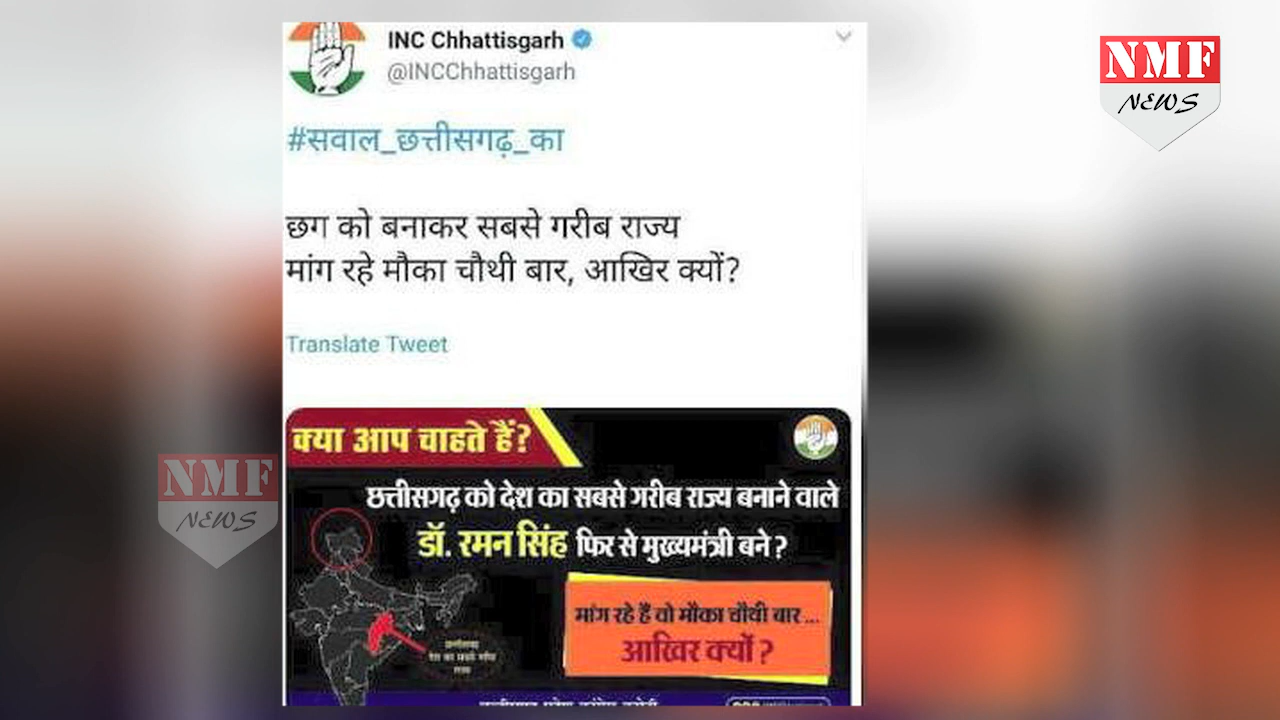 INC Chhattisgarh
@INCChhattisgarh
NMF
NEWS
#सवाल_छत्तीसगढ़_का
छग को बनाकर सबसे गरीब राज्य
मांग रहे मौका चौथी बार, आखिर क्यों?
Translate Tweet
क्या आप चाहते हैं?
छत्तीसगढ़ को देश का सबसे गरीब राज्य बनाने वाले
डॉ. रमन सिंह फिर से मुख्यमंत्री बने ?
मांग रहे हैं वो मौका चौथी बार ...
आखिर क्यों ?
NMF
NEWS